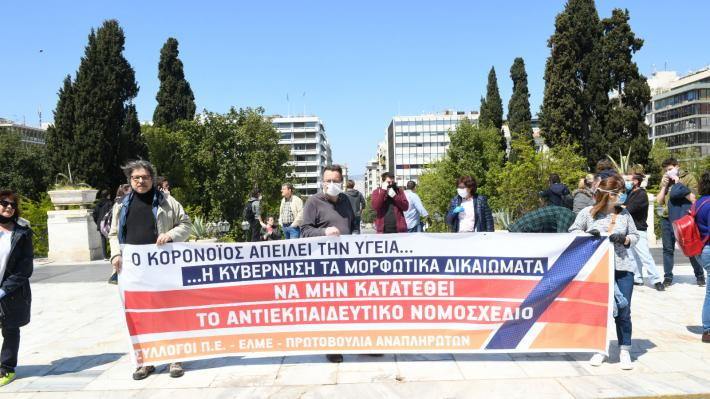 Ο ΚΟΡΟΝΟΪΟΣ ΑΠΕΙΛΕΙ ΤΗΝ ΥΓΕΙΑ...
...Η ΚΥΒΕΡΝΗΣΗ ΤΑ ΜΟΡΦΩΤΙΚΑ ΔΙΚΑΙΩΜΑΤΑ
ΝΑ ΜΗΝ ΚΑΤΑΤΕΘΕΙ
ΤΟ ΑΝΤΙΕΚΠΑΙΔΕΥΤΙΚΟ ΝΟΜΟΣΧΕΔΙΟ
ΣΥΛΛΟΓΟΙ Π.Ε. - ΕΛΜΕ - ΠΡΩΤΟΒΟΥΛΙΑ ΑΝΑΠΛΗΡΩΤΩΝ